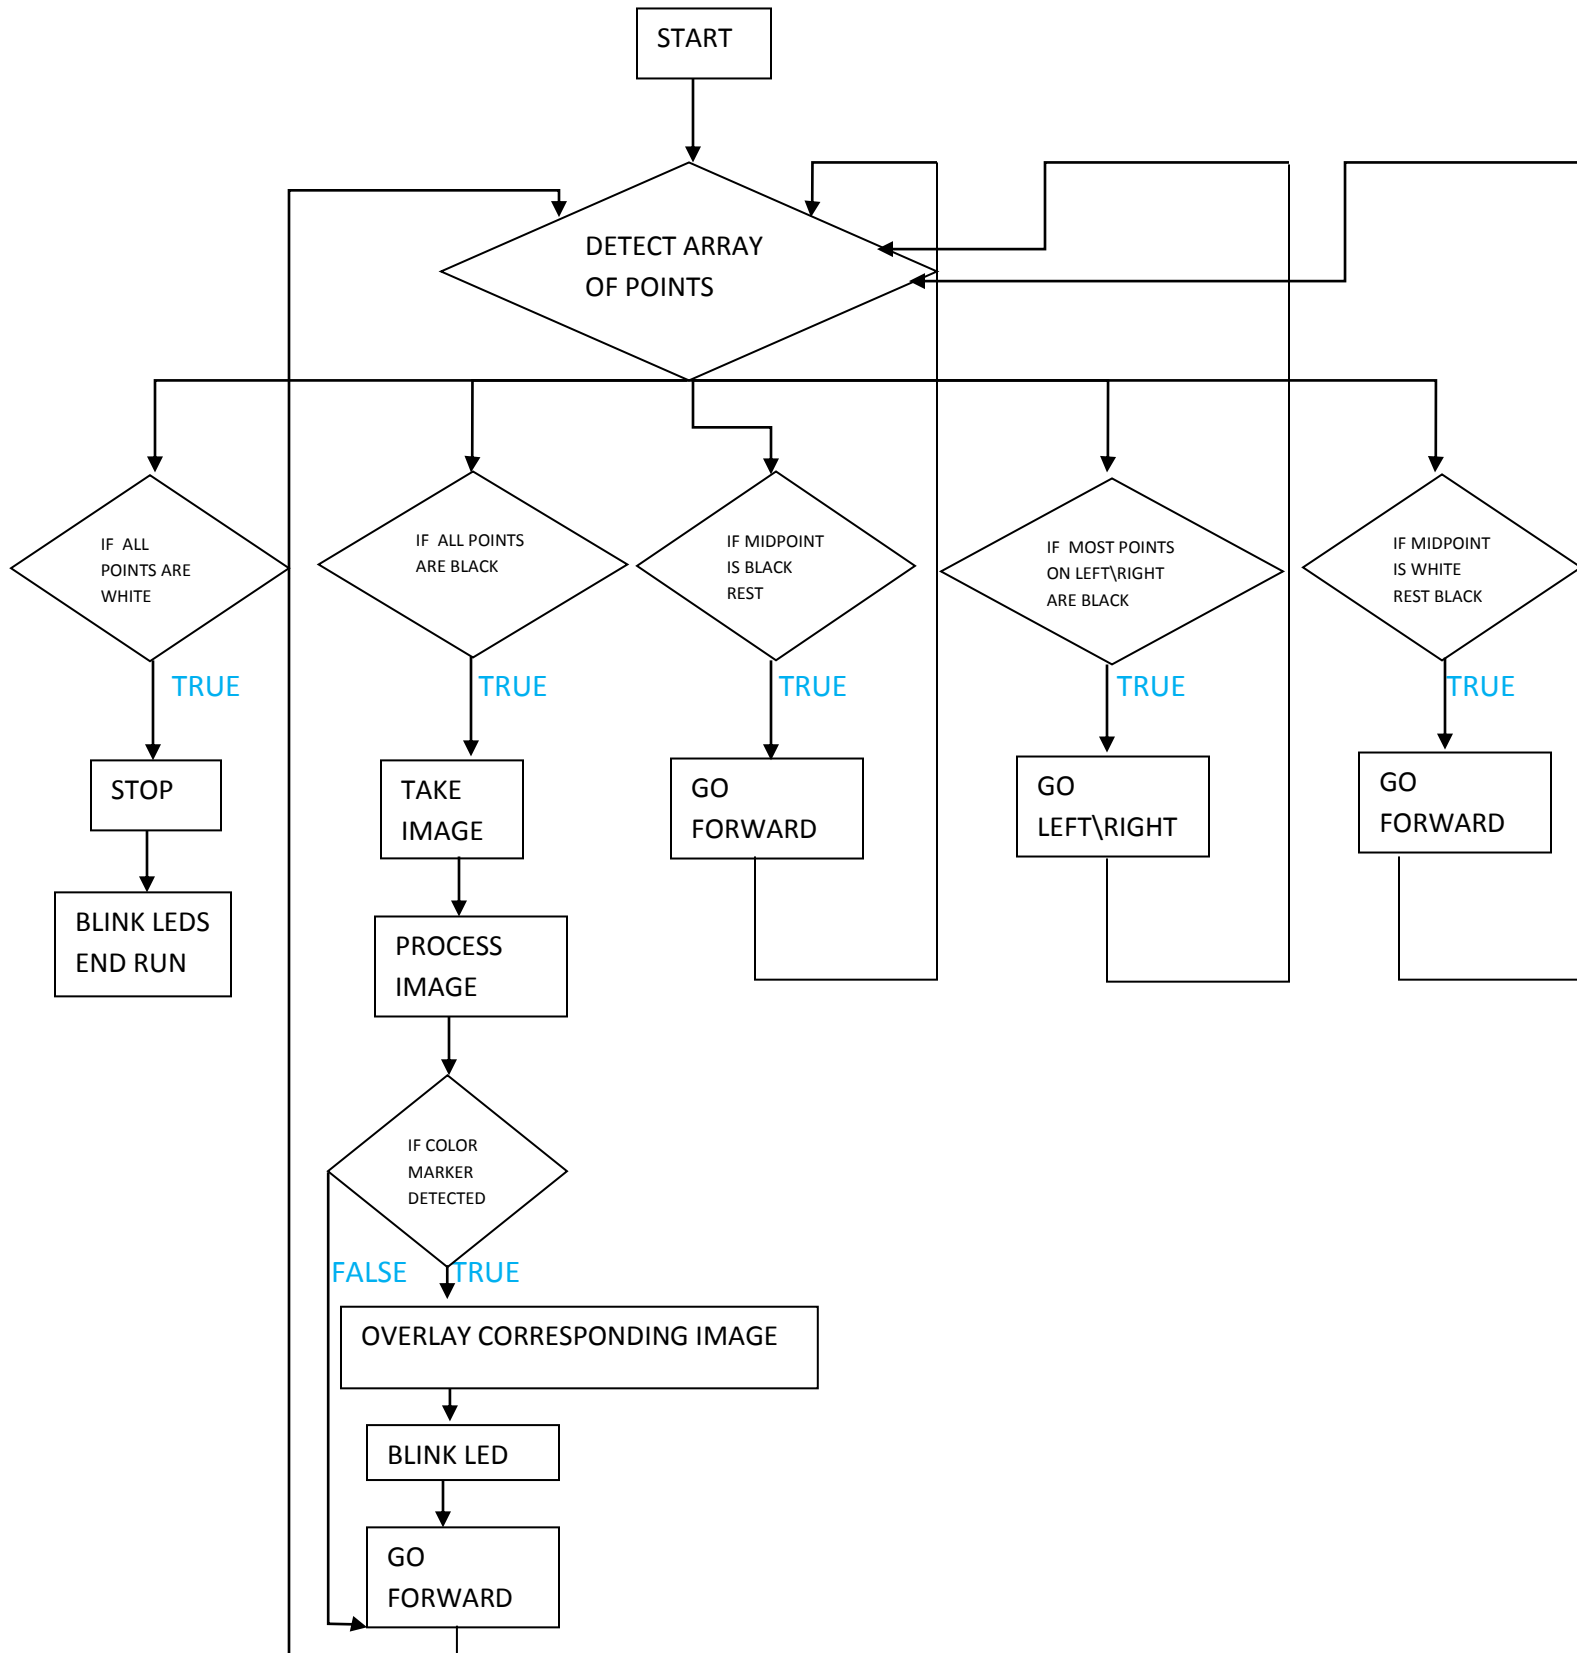 START
DETECT ARRAY
OF POINTS
IF ALL
POINTS ARE
WHITE
IF ALL POINTS
ARE BLACK
IF MIDPOINT
IS BLACK
REST
IF MOST POINTS
ON LEFT\RIGHT
ARE BLACK
IF MIDPOINT
IS WHITE
REST BLACK
TRUE
TRUE
TRUE
TRUE
TRUE
STOP
TAKE
IMAGE
GO
FORWARD
GO
LEFT\RIGHT
GO
FORWARD
BLINK LEDS
END RUN
PROCESS
IMAGE
IF COLOR
MARKER
DETECTED
FALSE
TRUE
OVERLAY CORRESPONDING IMAGE
BLINK LED
GO
FORWARD